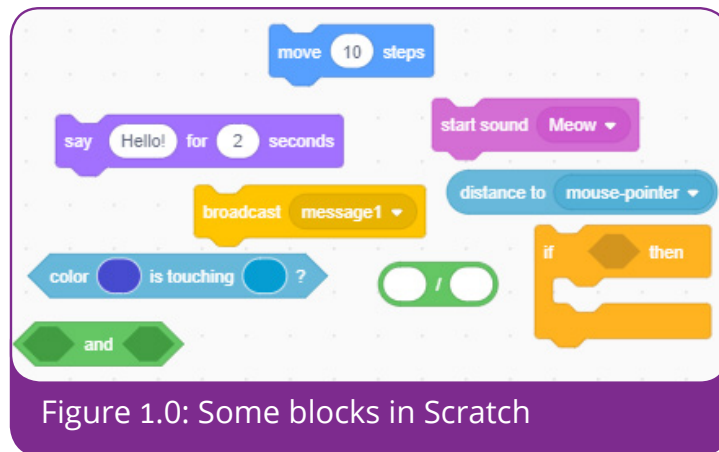 move 10 steps
say Hello! for 2 seconds
start sound Meow
distance to mouse-pointer
broadcast message1
if then
color is touching ?
/
and
Figure 1.0: Some blocks in Scratch